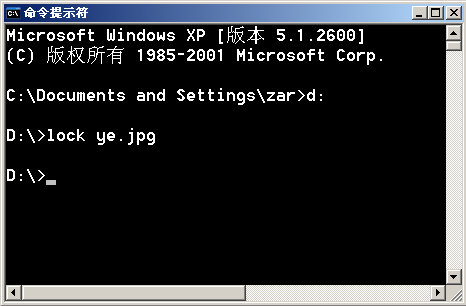 命令提示符
Microsoft Windows XP [版本 5.1.2600]
(C) 版权所有 1985-2001 Microsoft Corp.
C:\Documents and Settings\zar>d:
D:\>lock ye.jpg
D:\>